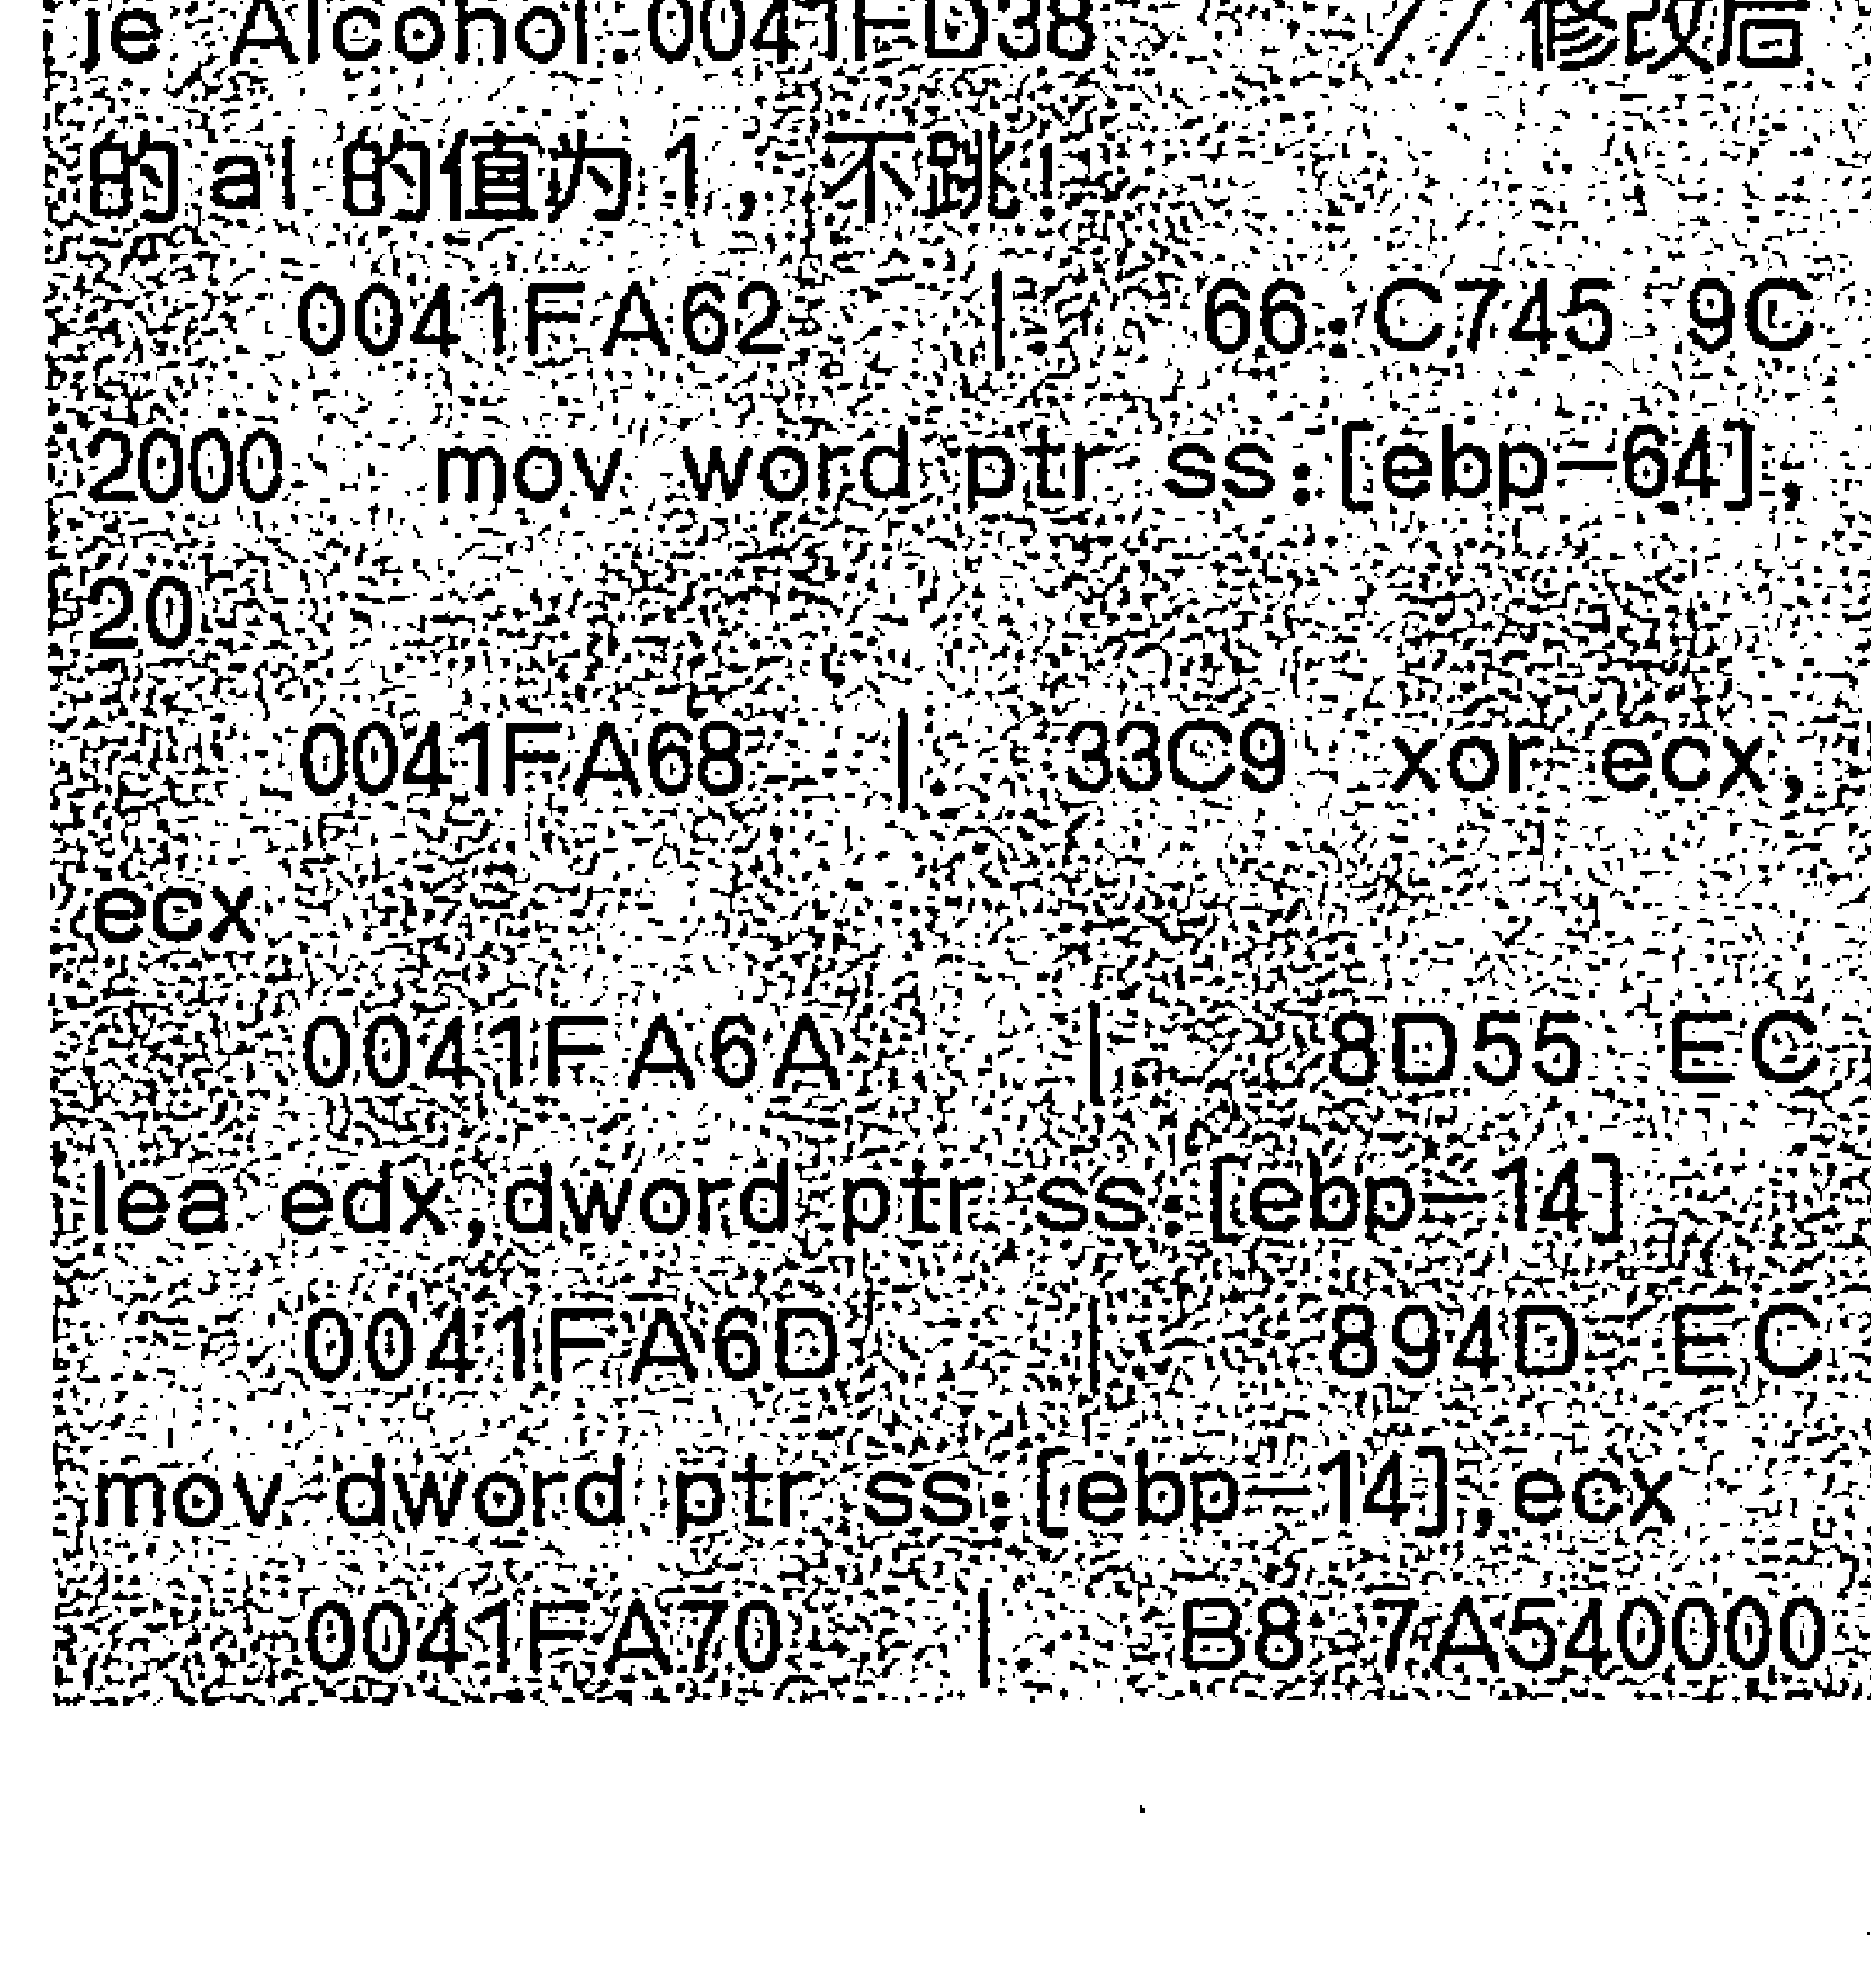 je Alcohol.0041FD38 //修改后
的al的值为1，不跳!
0041FA62 |. 66:C745 9C
2000 mov word ptr ss:[ebp-64],
20
0041FA68 |. 33C9 xor ecx,
ecx
0041FA6A |. 8D55 EC
lea edx,dword ptr ss:[ebp-14]
0041FA6D |. 894D EC
mov dword ptr ss:[ebp-14],ecx
0041FA70 |. B8 7A540000